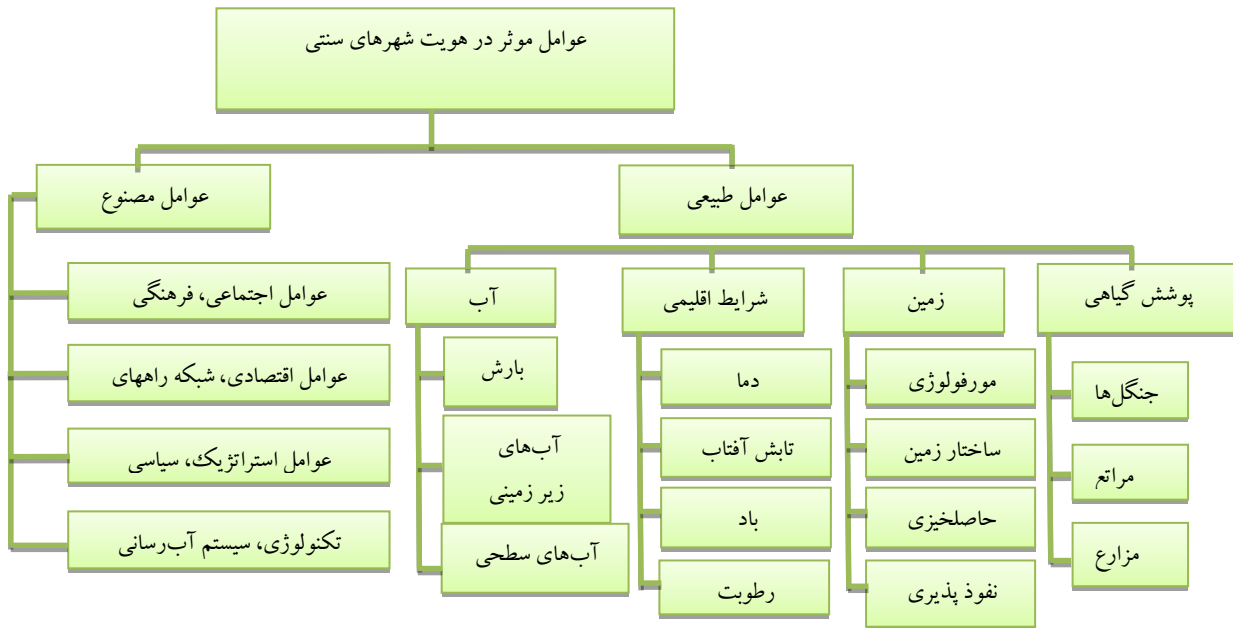 عوامل موثر در هویت شهرهای سنتی
عوامل طبیعی
عوامل مصنوع
پوشش گیاهی
جنگل‌ها
مراتع
مزارع
زمین
مورفولوژی
ساختار زمین
حاصلخیزی
نفوذ پذیری
شرایط اقلیمی
دما
تابش آفتاب
باد
رطوبت
آب
بارش
آب‌های
زیر زمینی
آب‌های سطحی
عوامل اجتماعی، فرهنگی
عوامل اقتصادی، شبکه راههای
عوامل استراتژیک، سیاسی
تکنولوژی، سیستم آب‌رسانی